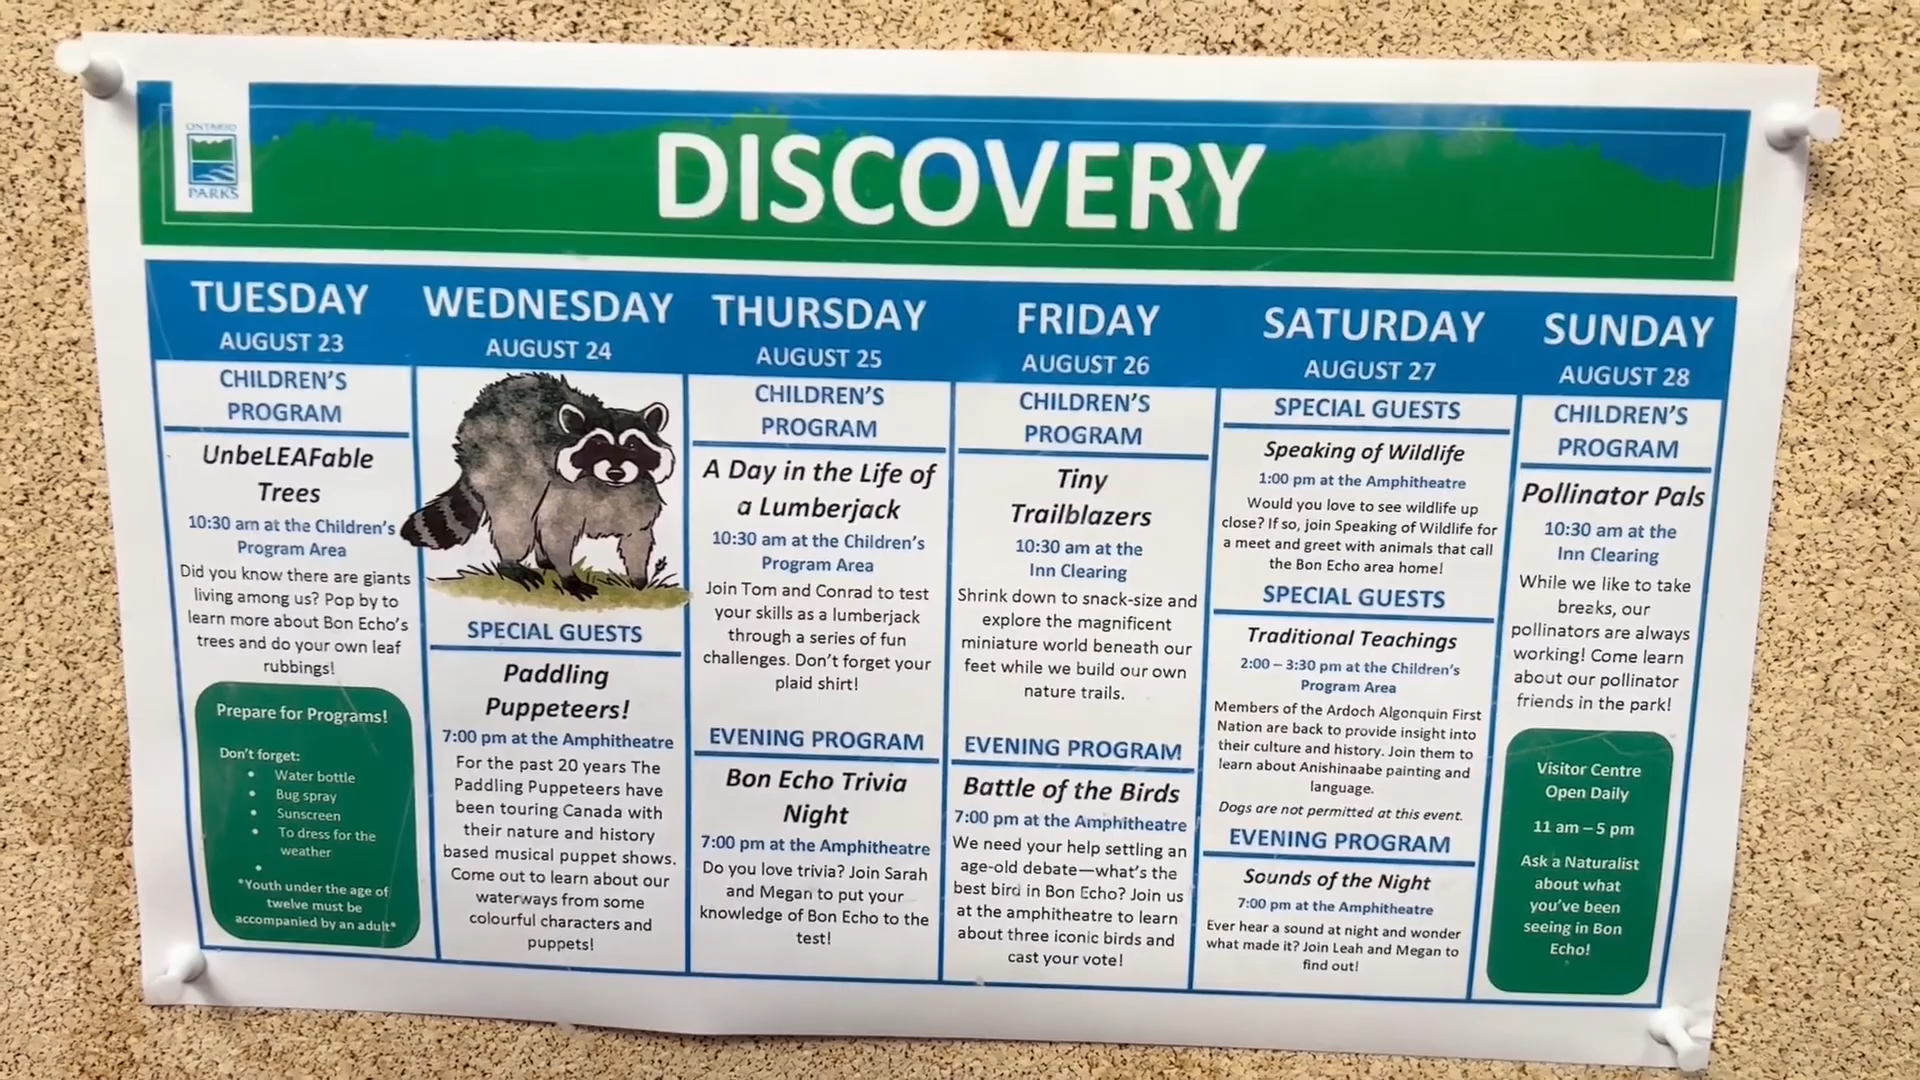 ONTARIO
PARKS
DISCOVERY
TUESDAY
AUGUST 23
CHILDREN'S
PROGRAM
UnbeLEAFable
Trees
10:30 am at the Children's
Program Area
Did you know there are giants
living among us? Pop by to
learn more about Bon Echo's
trees and do your own leaf
rubbings!
Prepare for Programs!
Don't forget:
• Water bottle
• Bug spray
• Sunscreen
• To dress for the
weather
•
*Youth under the age of
twelve must be
accompanied by an adult*
WEDNESDAY
AUGUST 24
SPECIAL GUESTS
Paddling
Puppeteers!
7:00 pm at the Amphitheatre
For the past 20 years The
Paddling Puppeteers have
been touring Canada with
their nature and history
based musical puppet shows.
Come out to learn about our
waterways from some
colourful characters and
puppets!
THURSDAY
AUGUST 25
CHILDREN'S
PROGRAM
A Day in the Life of
a Lumberjack
10:30 am at the Children's
Program Area
Join Tom and Conrad to test
your skills as a lumberjack
through a series of fun
challenges. Don't forget your
plaid shirt!
EVENING PROGRAM
Bon Echo Trivia
Night
7:00 pm at the Amphitheatre
Do you love trivia? Join Sarah
and Megan to put your
knowledge of Bon Echo to the
test!
FRIDAY
AUGUST 26
CHILDREN'S
PROGRAM
Tiny
Trailblazers
10:30 am at the
Inn Clearing
Shrink down to snack-size and
explore the magnificent
miniature world beneath our
feet while we build our own
nature trails.
EVENING PROGRAM
Battle of the Birds
7:00 pm at the Amphitheatre
We need your help settling an
age-old debate—what's the
best bird in Bon Echo? Join us
at the amphitheatre to learn
about three iconic birds and
cast your vote!
SATURDAY
AUGUST 27
SPECIAL GUESTS
Speaking of Wildlife
1:00 pm at the Amphitheatre
Would you love to see wildlife up
close? If so, join Speaking of Wildlife for
a meet and greet with animals that call
the Bon Echo area home!
SPECIAL GUESTS
Traditional Teachings
2:00 – 3:30 pm at the Children's
Program Area
Members of the Ardoch Algonquin First
Nation are back to provide insight into
their culture and history. Join them to
learn about Anishinaabe painting and
language.
Dogs are not permitted at this event.
EVENING PROGRAM
Sounds of the Night
7:00 pm at the Amphitheatre
Ever hear a sound at night and wonder
what made it? Join Leah and Megan to
find out!
SUNDAY
AUGUST 28
CHILDREN'S
PROGRAM
Pollinator Pals
10:30 am at the
Inn Clearing
While we like to take
breaks, our
pollinators are always
working! Come learn
about our pollinator
friends in the park!
Visitor Centre
Open Daily
11 am – 5 pm
Ask a Naturalist
about what
you've been
seeing in Bon
Echo!